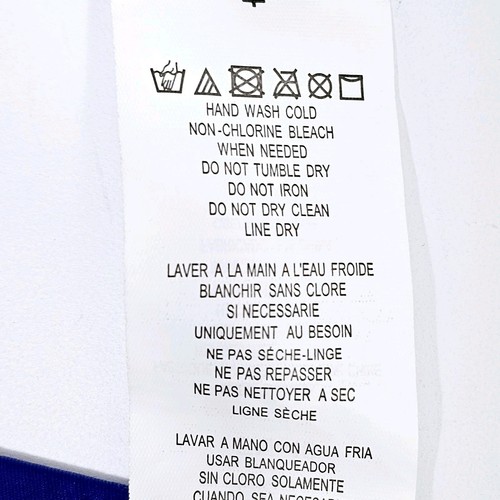 HAND WASH COLD
NON-CHLORINE BLEACH
WHEN NEEDED
DO NOT TUMBLE DRY
DO NOT IRON
DO NOT DRY CLEAN
LINE DRY
LAVER A LA MAIN A L'EAU FROIDE
BLANCHIR SANS CLORE
SI NECESSARIE
UNIQUEMENT AU BESOIN
NE PAS SÉCHE-LINGE
NE PAS REPASSER
NE PAS NETTOYER A SEC
LIGNE SÈCHE
LAVAR A MANO CON AGUA FRIA
USAR BLANQUEADOR
SIN CLORO SOLAMENTE
CUANDO SEA